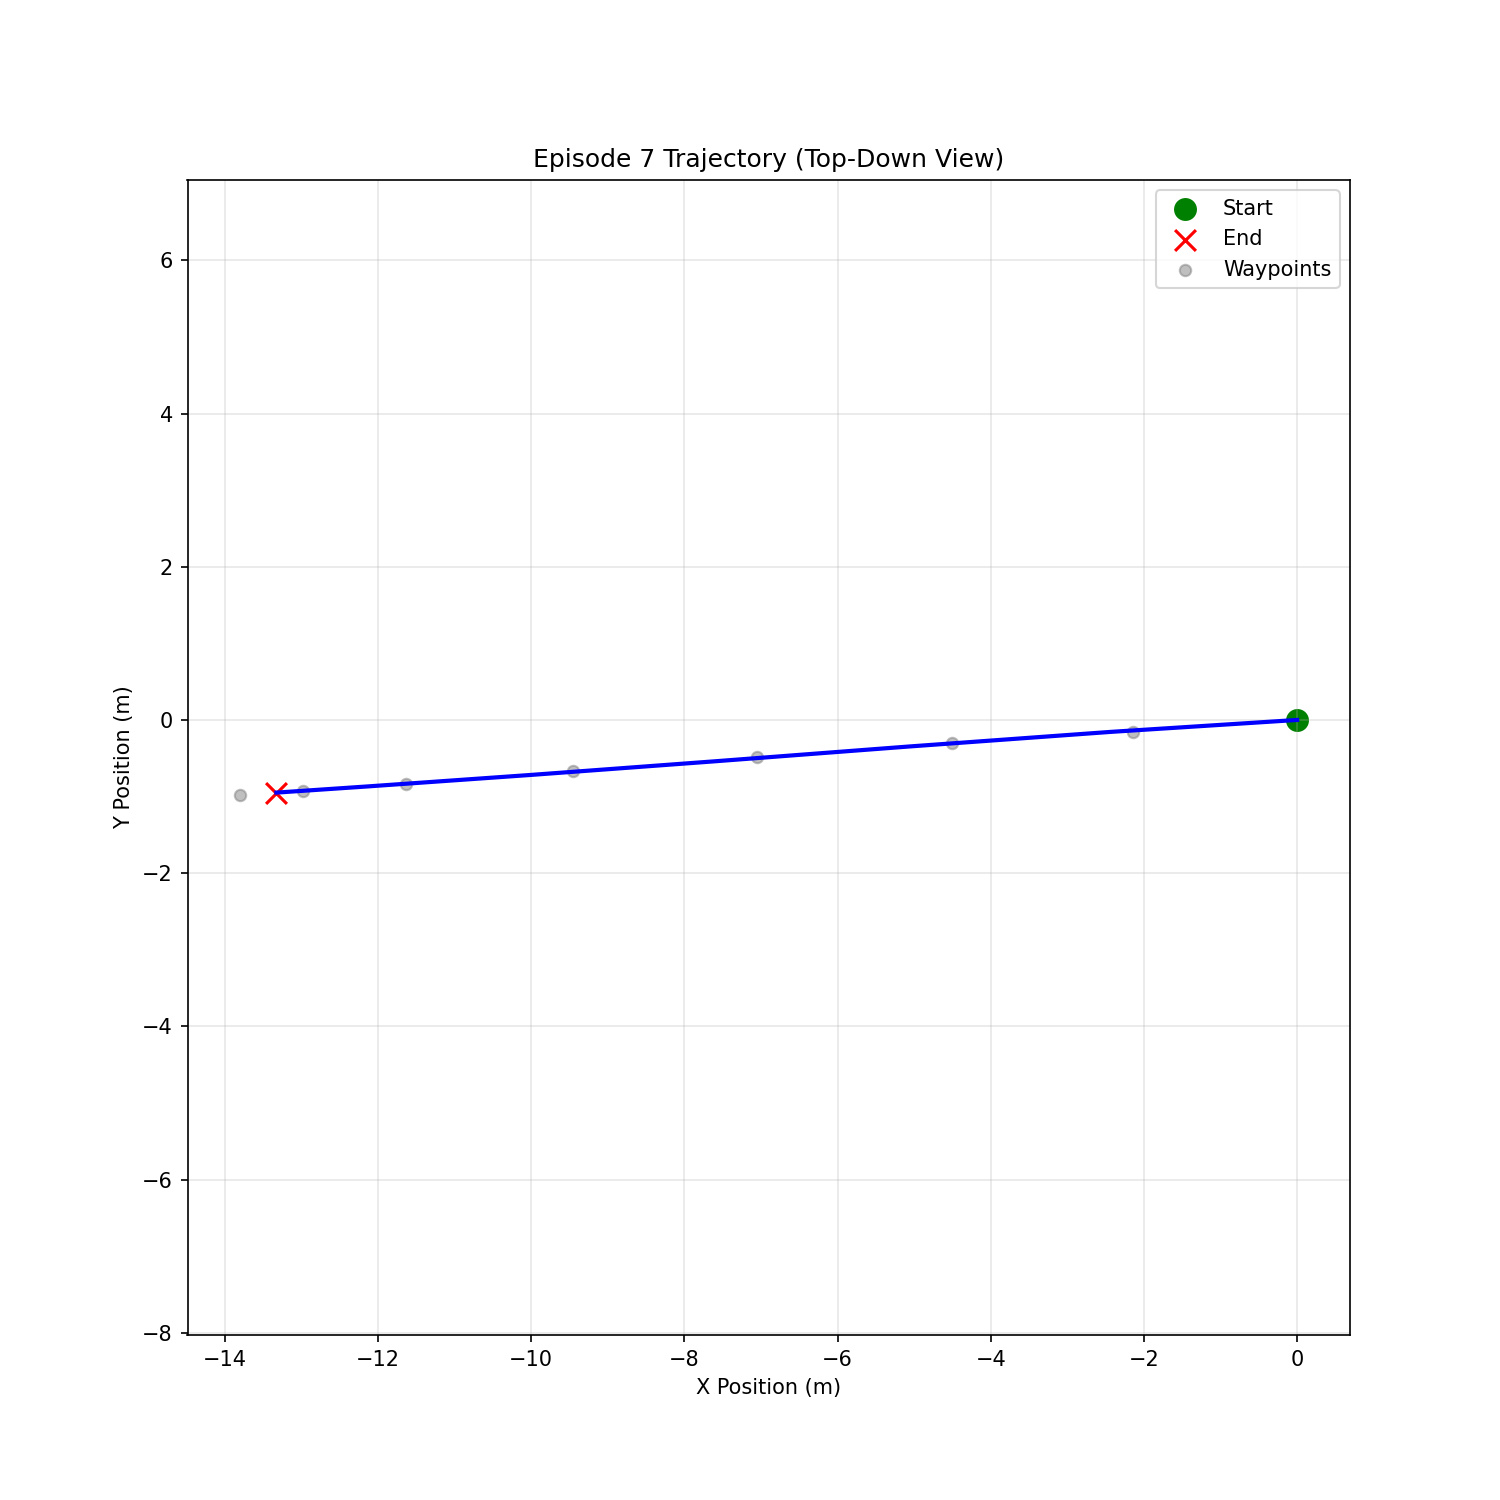 Episode 7 Trajectory (Top-Down View)
Start
End
Waypoints
6
4
2
0
−2
−4
−6
−8
Y Position (m)
−14 −12 −10 −8 −6 −4 −2 0
X Position (m)